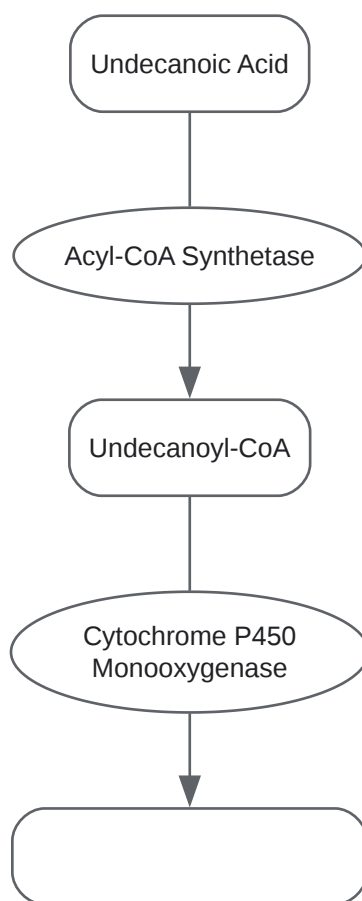 Undecanoic Acid
Acyl-CoA Synthetase
Undecanoyl-CoA
Cytochrome P450
Monooxygenase